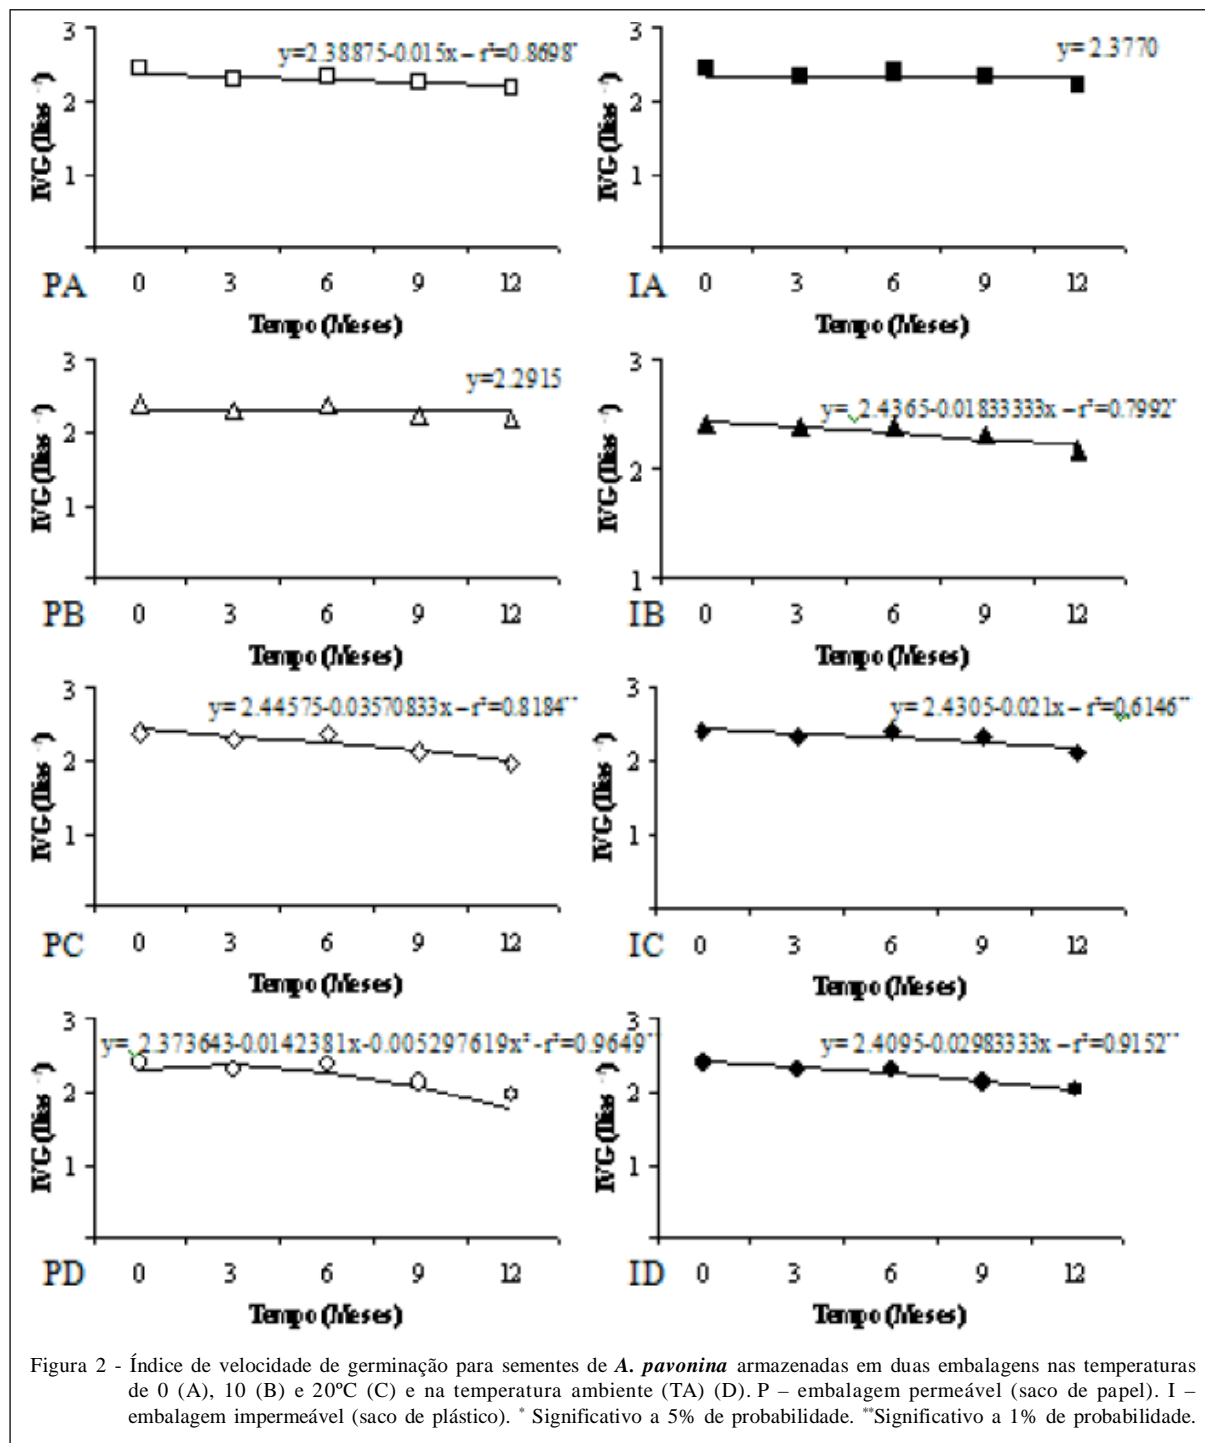 3
y=2.38875-0.015x – r²=0.8698*
2
1
IVG (Dias ⁻¹)
PA 0 3 6 9 12
Tempo (Meses)
3
y= 2.3770
2
1
IVG (Dias ⁻¹)
IA 0 3 6 9 12
Tempo (Meses)
3
y=2.2915
2
1
IVG (Dias ⁻¹)
PB 0 3 6 9 12
Tempo (Meses)
3
y= 2.4365-0.01833333x – r²=0.7992*
2
1
IVG (Dias ⁻¹)
IB 0 3 6 9 12
Tempo (Meses)
3
y= 2.44575-0.03570833x – r²=0.8184**
2
1
IVG (Dias ⁻¹)
PC 0 3 6 9 12
Tempo (Meses)
3
y= 2.4305-0.021x – r²=0.6146**
2
1
IVG (Dias ⁻¹)
IC 0 3 6 9 12
Tempo (Meses)
3
y= 2.373643-0.0142381x-0.005297619x² - r²=0.9649**
2
1
IVG (Dias ⁻¹)
PD 0 3 6 9 12
Tempo (Meses)
3
y= 2.4095-0.02983333x – r²=0.9152**
2
1
IVG (Dias ⁻¹)
ID 0 3 6 9 12
Tempo (Meses)
Figura 2 - Índice de velocidade de germinação para sementes de A. pavonina armazenadas em duas embalagens nas temperaturas
de 0 (A), 10 (B) e 20ºC (C) e na temperatura ambiente (TA) (D). P – embalagem permeável (saco de papel). I –
embalagem impermeável (saco de plástico). * Significativo a 5% de probabilidade. **Significativo a 1% de probabilidade.